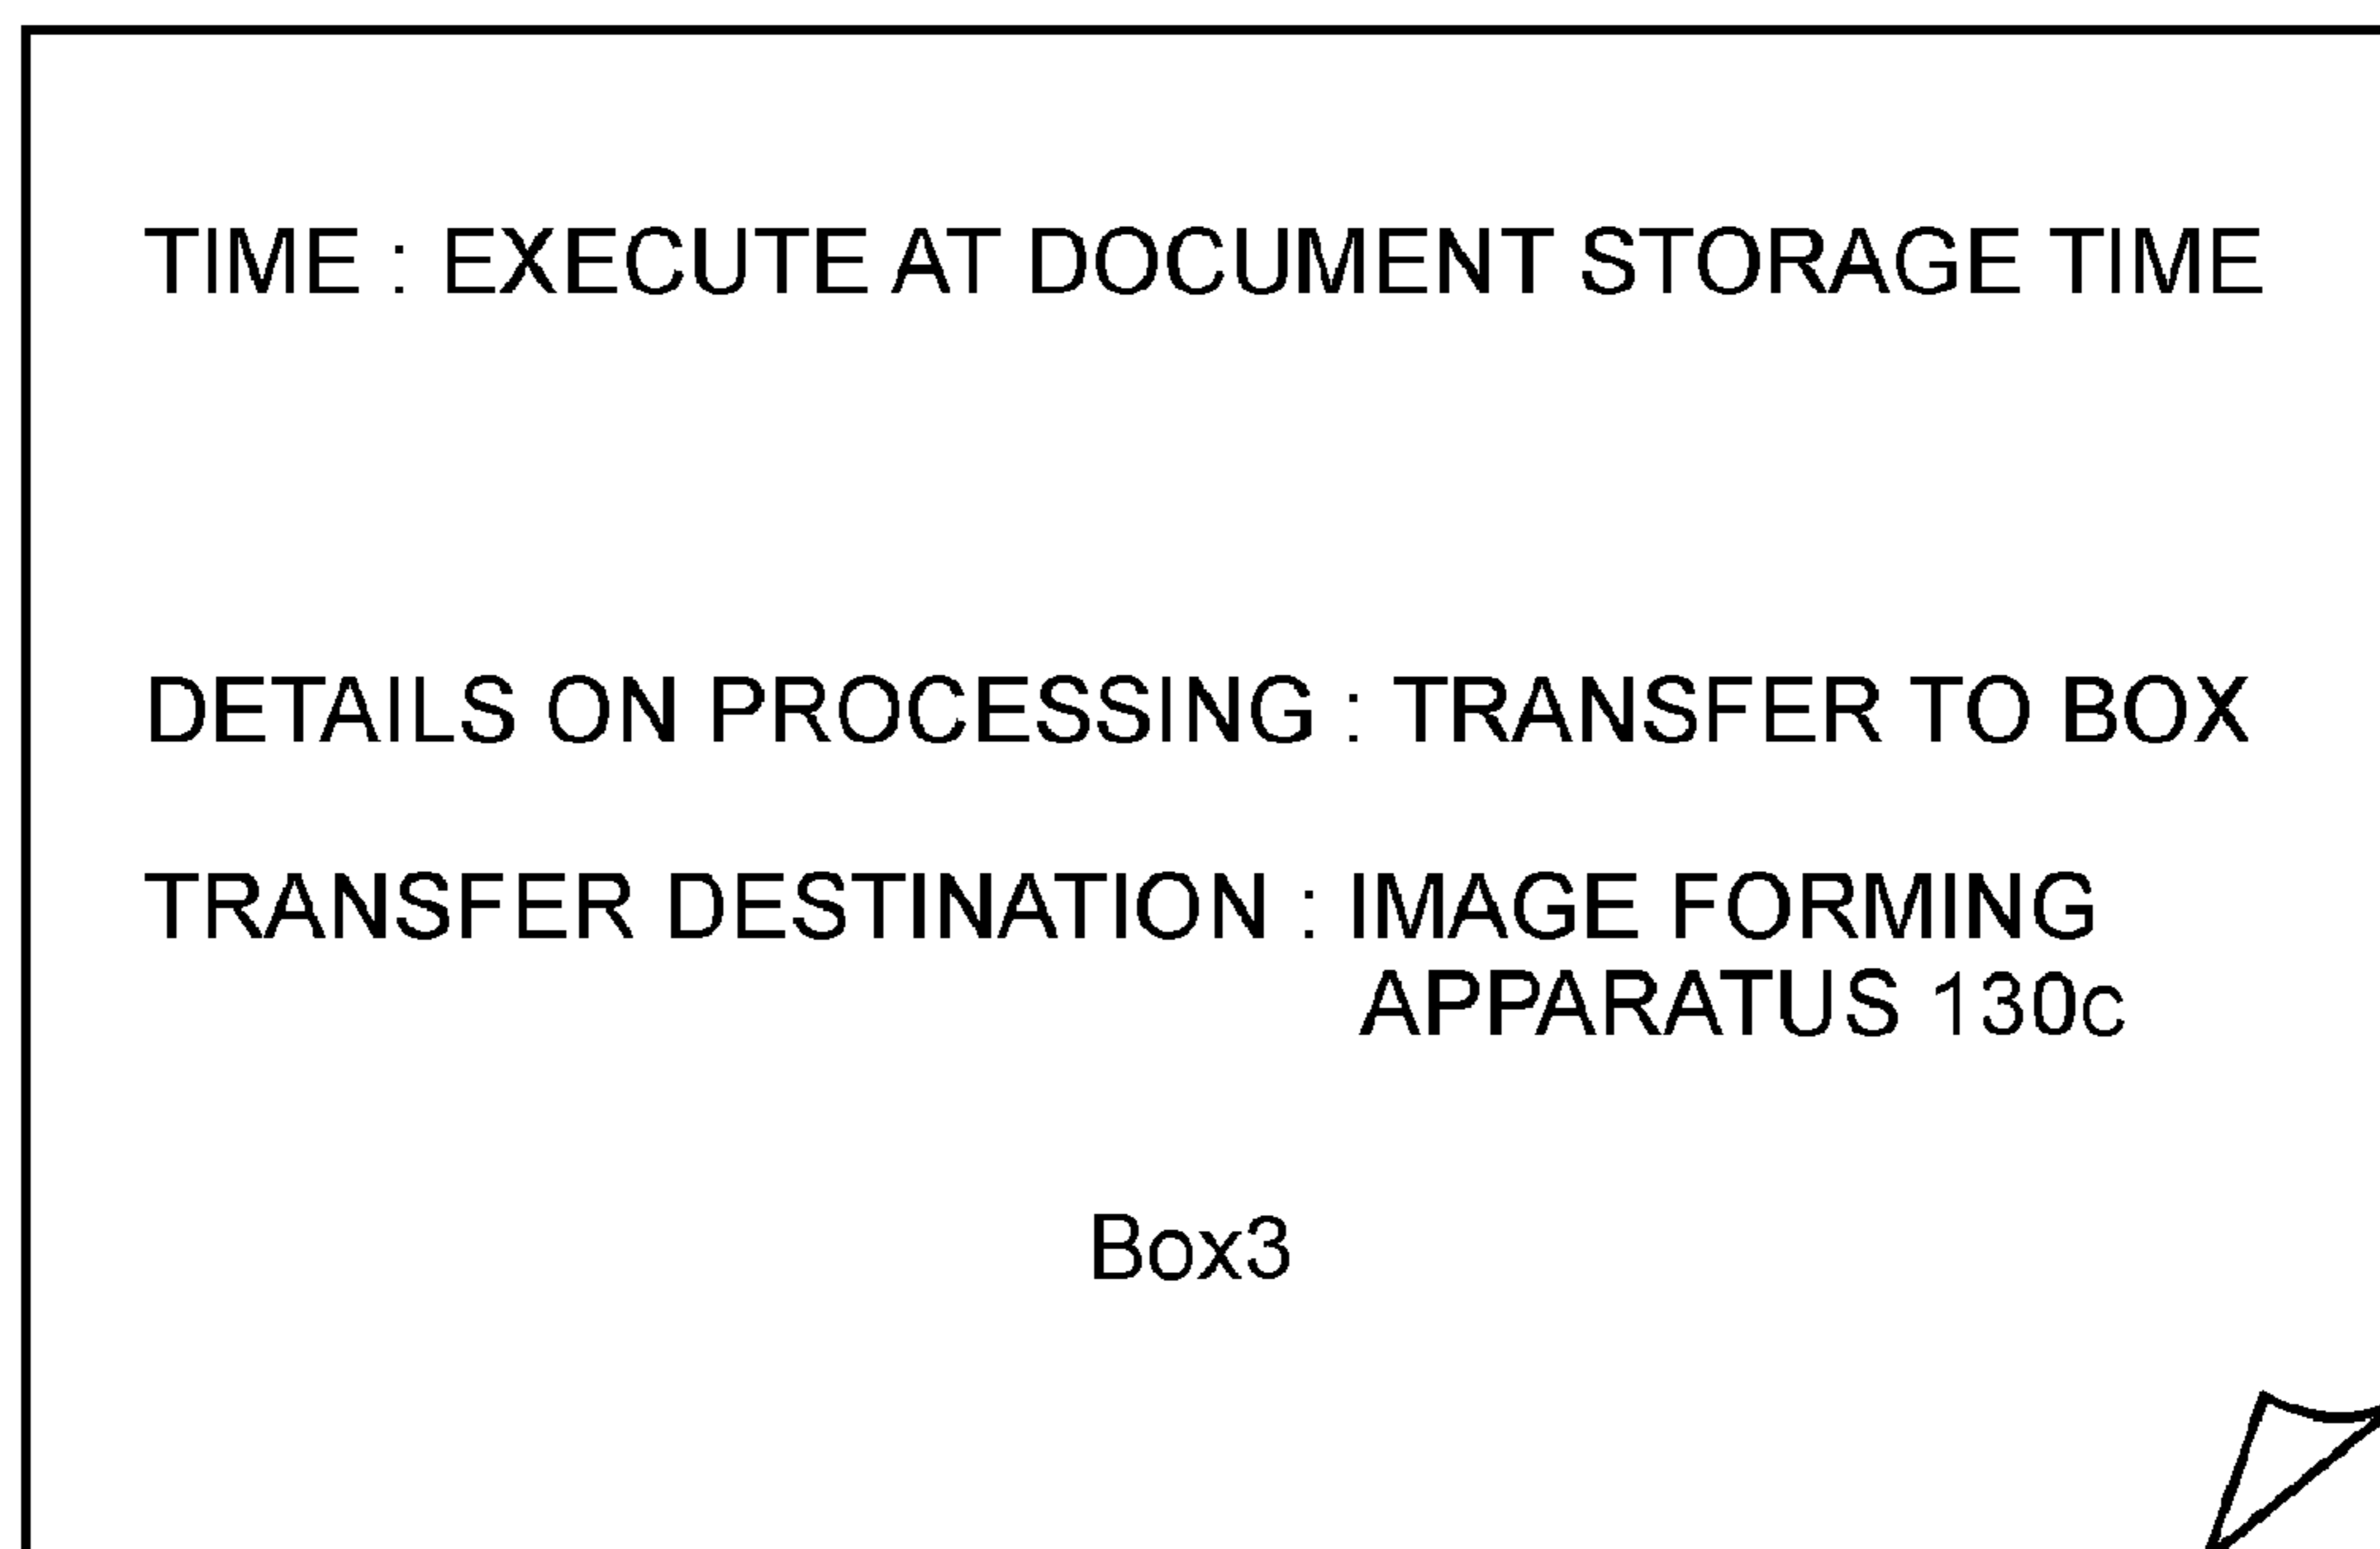 TIME : EXECUTE AT DOCUMENT STORAGE TIME
DETAILS ON PROCESSING : TRANSFER TO BOX
TRANSFER DESTINATION : IMAGE FORMING
APPARATUS 130c
Box3